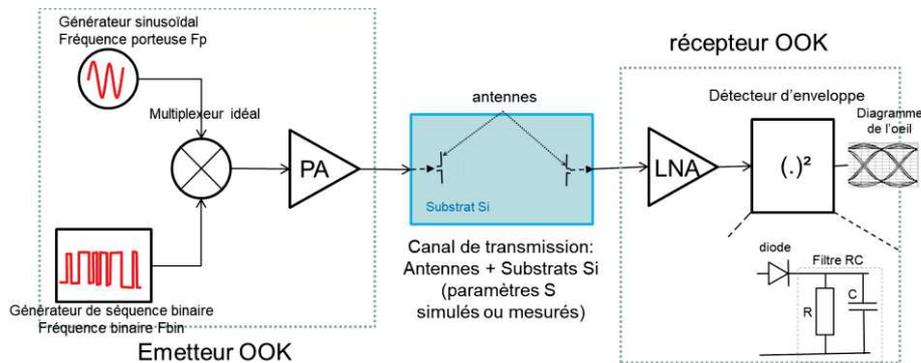 Générateur sinusoïdal
Fréquence porteuse Fp
Multiplexeur idéal
PA
Générateur de séquence binaire
Fréquence binaire Fbin
Emetteur OOK
antennes
Substrat Si
Canal de transmission:
Antennes + Substrats Si
(paramètres S
simulés ou mesurés)
récepteur OOK
Détecteur d'enveloppe
Diagramme
de l'oeil
LNA
(.)²
diode
Filtre RC
R
C